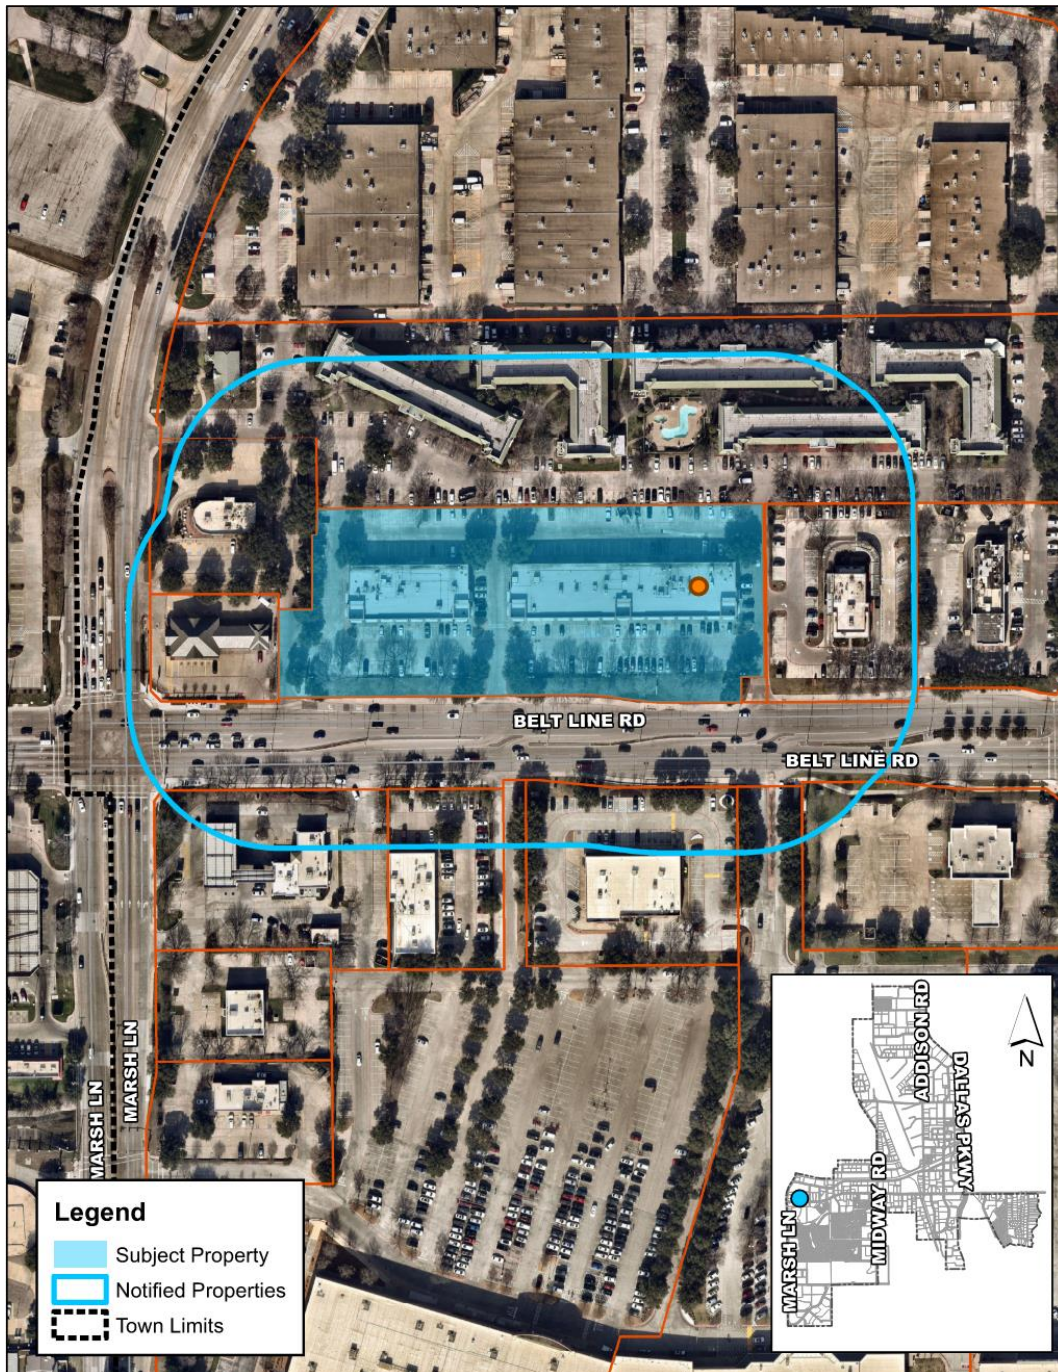 BELT LINE RD
BELT LINE RD
MARSH LN
MARSH LN
Legend
Subject Property
Notified Properties
Town Limits
ADDISON RD
DALLAS PKWY
MIDWAY RD
MARSH LN
N